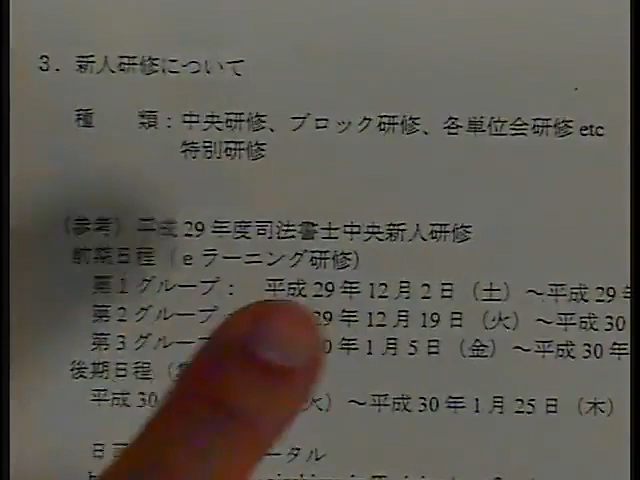 3．新人研修について
種　　類：中央研修、ブロック研修、各単位会研修 etc
特別研修
（参考）平成 29 年度司法書士中央新人研修
前期日程（e ラーニング研修）
第1グループ：　平成 29 年 12 月 2 日（土）～平成 29 年
第2グループ 29 年 12 月 19 日（火）～平成 30
第3グル 0 年 1 月 5 日（金）～平成 30 年
後期日程（
平成 30 火）～平成 30 年 1 月 25 日（木）
ータル